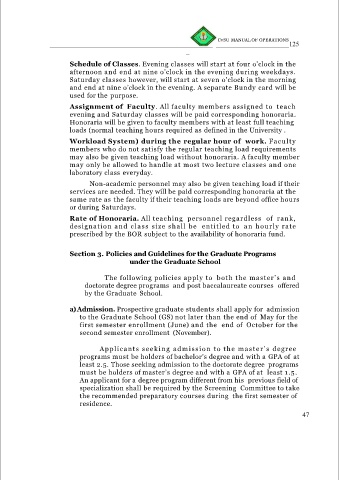 CNSU MANUAL OF OPERATIONS
125
Schedule of Classes. Evening classes will start at four o'clock in the
afternoon and end at nine o'clock in the evening during weekdays.
Saturday classes however, will start at seven o'clock in the morning
and end at nine o'clock in the evening. A separate Bundy card will be
used for the purpose.
Assignment of Faculty. All faculty members assigned to teach
evening and Saturday classes will be paid corresponding honoraria.
Honoraria will be given to faculty members with at least full teaching
loads (normal teaching hours required as defined in the University .
Workload System) during the regular hour of work. Faculty
members who do not satisfy the regular teaching load requirements
may also be given teaching load without honoraria. A faculty member
may only be allowed to handle at most two lecture classes and one
laboratory class everyday.
Non-academic personnel may also be given teaching load if their
services are needed. They will be paid corresponding honoraria at the
same rate as the faculty if their teaching loads are beyond office hours
or during Saturdays.
Rate of Honoraria. All teaching personnel regardless of rank,
designation and class size shall be entitled to an hourly rate
prescribed by the BOR subject to the availability of honoraria fund.
Section 3. Policies and Guidelines for the Graduate Programs
under the Graduate School
The following policies apply to both the master's and
doctorate degree programs and post baccalaureate courses offered
by the Graduate School.
a)Admission. Prospective graduate students shall apply for admission
to the Graduate School (GS) not later than the end of May for the
first semester enrollment (June) and the end of October for the
second semester enrollment (November).
Applicants seeking admission to the master's degree
programs must be holders of bachelor's degree and with a GPA of at
least 2.5. Those seeking admission to the doctorate degree programs
must be holders of master's degree and with a GPA of at least 1.5.
An applicant for a degree program different from his previous field of
specialization shall be required by the Screening Committee to take
the recommended preparatory courses during the first semester of
residence.
47